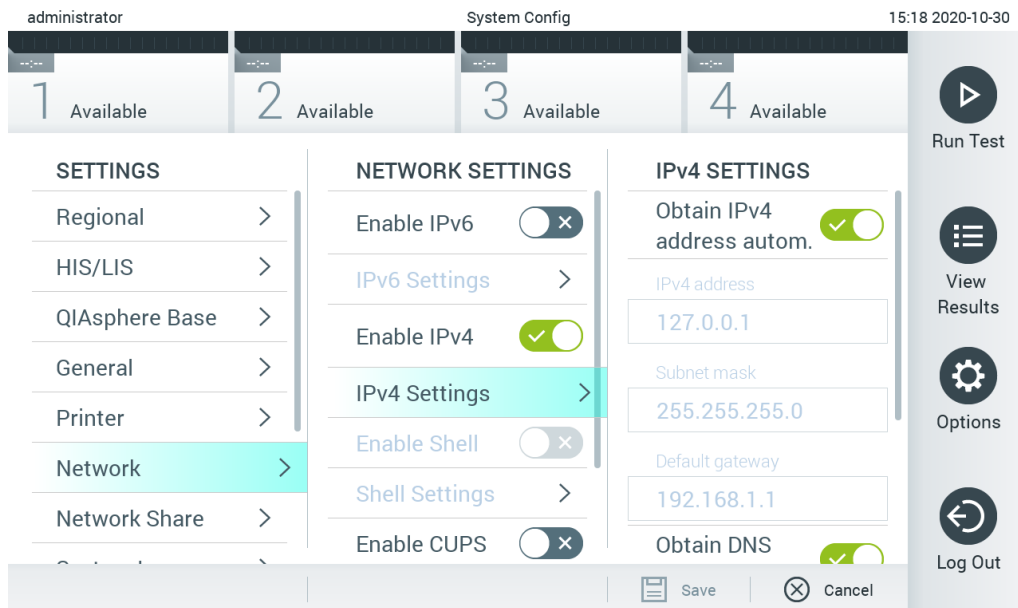 administrator
System Config
15:18 2020-10-30
--:--
--:--
--:--
--:--
1 Available
2 Available
3 Available
4 Available
Run Test
View
Results
Options
Log Out
SETTINGS
Regional
HIS/LIS
QIAsphere Base
General
Printer
Network
Network Share
NETWORK SETTINGS
Enable IPv6
IPv6 Settings
Enable IPv4
IPv4 Settings
Enable Shell
Shell Settings
Enable CUPS
IPv4 SETTINGS
Obtain IPv4
address autom.
IPv4 address
127.0.0.1
Subnet mask
255.255.255.0
Default gateway
192.168.1.1
Obtain DNS
Save
Cancel